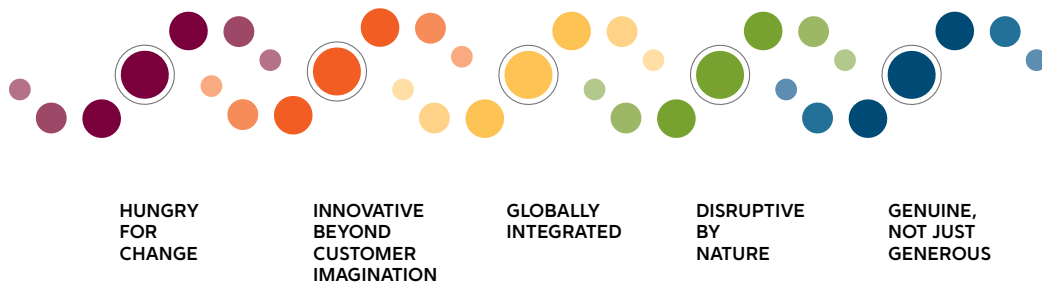 HUNGRY
FOR
CHANGE
INNOVATIVE
BEYOND
CUSTOMER
IMAGINATION
GLOBALLY
INTEGRATED
DISRUPTIVE
BY
NATURE
GENUINE,
NOT JUST
GENEROUS